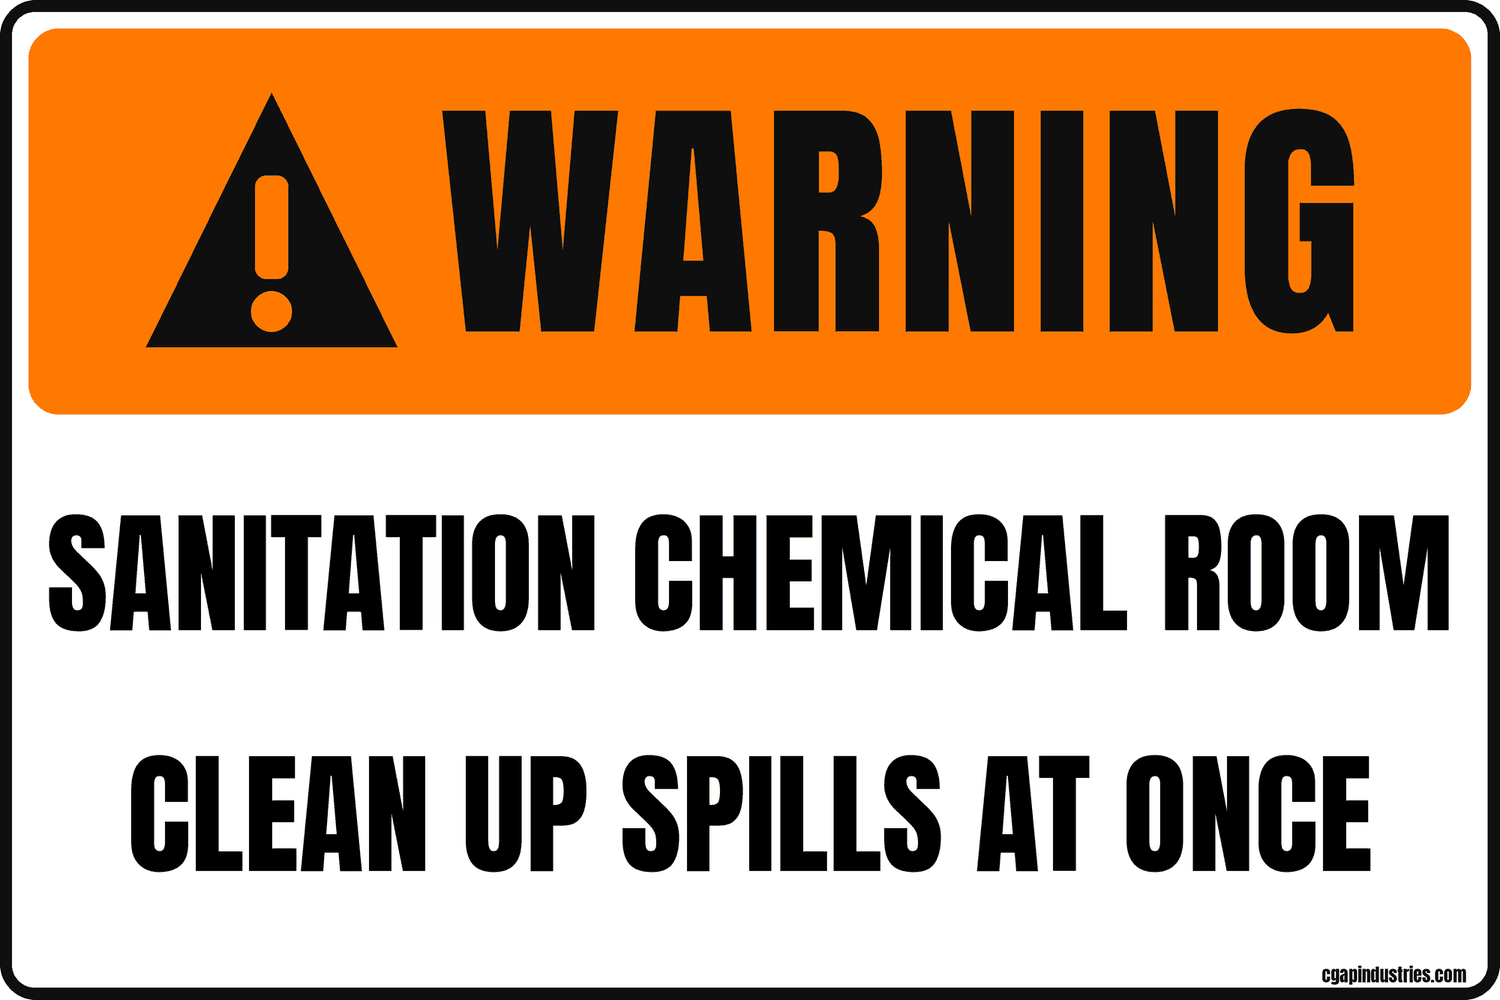 WARNING
SANITATION CHEMICAL ROOM
CLEAN UP SPILLS AT ONCE
cgapindustries.com